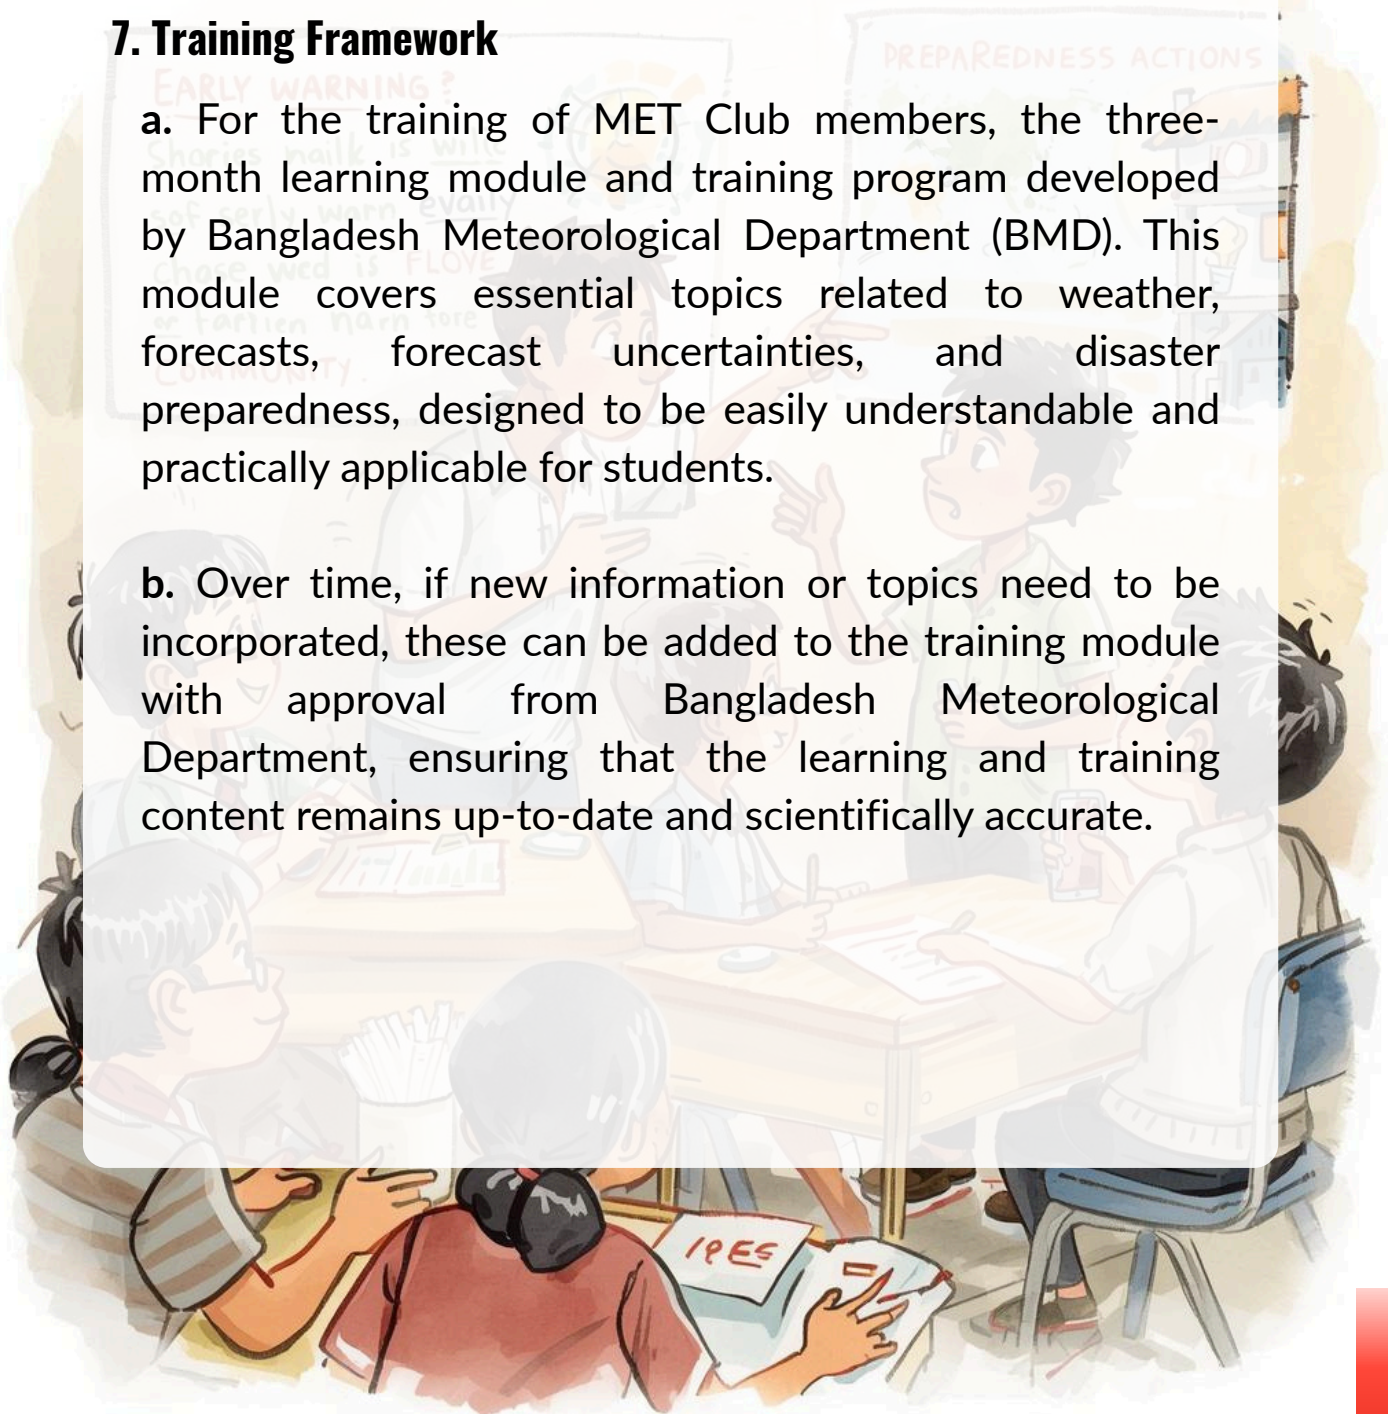 7. Training Framework
PREPAREDNESS ACTIONS
EARLY WARNING?
a. For the training of MET Club members, the three-
month learning module and training program developed
by Bangladesh Meteorological Department (BMD). This
module covers essential topics related to weather,
forecasts, forecast uncertainties, and disaster
COMMUNITY.
preparedness, designed to be easily understandable and
practically applicable for students.
b. Over time, if new information or topics need to be
incorporated, these can be added to the training module
with approval from Bangladesh Meteorological
Department, ensuring that the learning and training
content remains up-to-date and scientifically accurate.